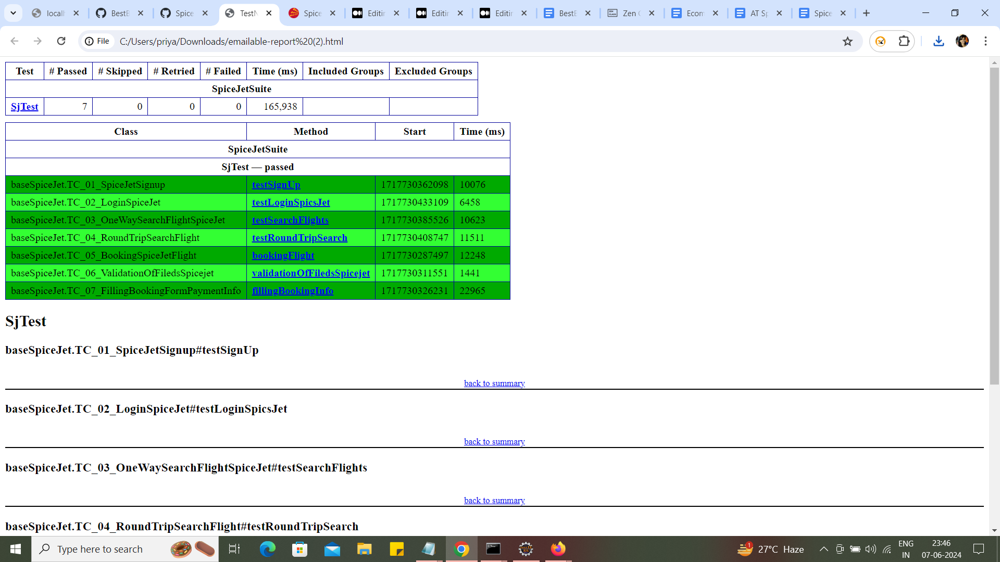 locall
BestB
Spice
TestN
Spice
Editin
Editin
Editin
BestB
Zen C
Ecom
AT Sp
Spice
File C:/Users/priya/Downloads/emailable-report%20(2).html
Test # Passed # Skipped # Retried # Failed Time (ms) Included Groups Excluded Groups
SpiceJetSuite
SjTest 7 0 0 0 165,938
Class Method Start Time (ms)
SpiceJetSuite
SjTest — passed
baseSpiceJet.TC_01_SpiceJetSignup testSignUp 1717730362098 10076
baseSpiceJet.TC_02_LoginSpiceJet testLoginSpicsJet 1717730433109 6458
baseSpiceJet.TC_03_OneWaySearchFlightSpiceJet testSearchFlights 1717730385526 10623
baseSpiceJet.TC_04_RoundTripSearchFlight testRoundTripSearch 1717730408747 11511
baseSpiceJet.TC_05_BookingSpiceJetFlight bookingFlight 1717730287497 12248
baseSpiceJet.TC_06_ValidationOfFiledsSpicejet validationOfFiledsSpicejet 1717730311551 1441
baseSpiceJet.TC_07_FillingBookingFormPaymentInfo fillingBookingInfo 1717730326231 22965
SjTest
baseSpiceJet.TC_01_SpiceJetSignup#testSignUp
back to summary
baseSpiceJet.TC_02_LoginSpiceJet#testLoginSpicsJet
back to summary
baseSpiceJet.TC_03_OneWaySearchFlightSpiceJet#testSearchFlights
back to summary
baseSpiceJet.TC_04_RoundTripSearchFlight#testRoundTripSearch
Type here to search
1
27°C Haze
ENG
IN
23:46
07-06-2024